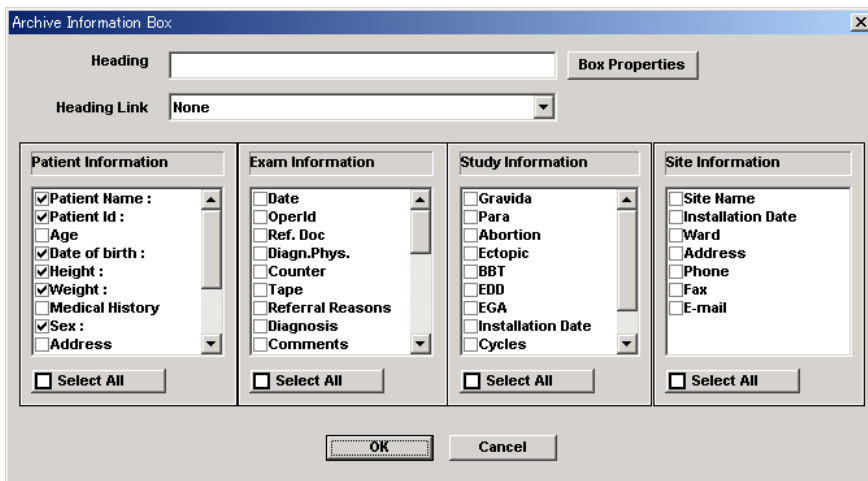 Archive Information Box
Heading
Box Properties
Heading Link
None
Patient Information
Patient Name :
Patient Id :
Age
Date of birth :
Height :
Weight :
Medical History
Sex :
Address
Select All
Exam Information
Date
OperId
Ref. Doc
Diagn.Phys.
Counter
Tape
Referral Reasons
Diagnosis
Comments
Select All
Study Information
Gravida
Para
Abortion
Ectopic
BBT
EDD
EGA
Installation Date
Cycles
Select All
Site Information
Site Name
Installation Date
Ward
Address
Phone
Fax
E-mail
Select All
OK
Cancel